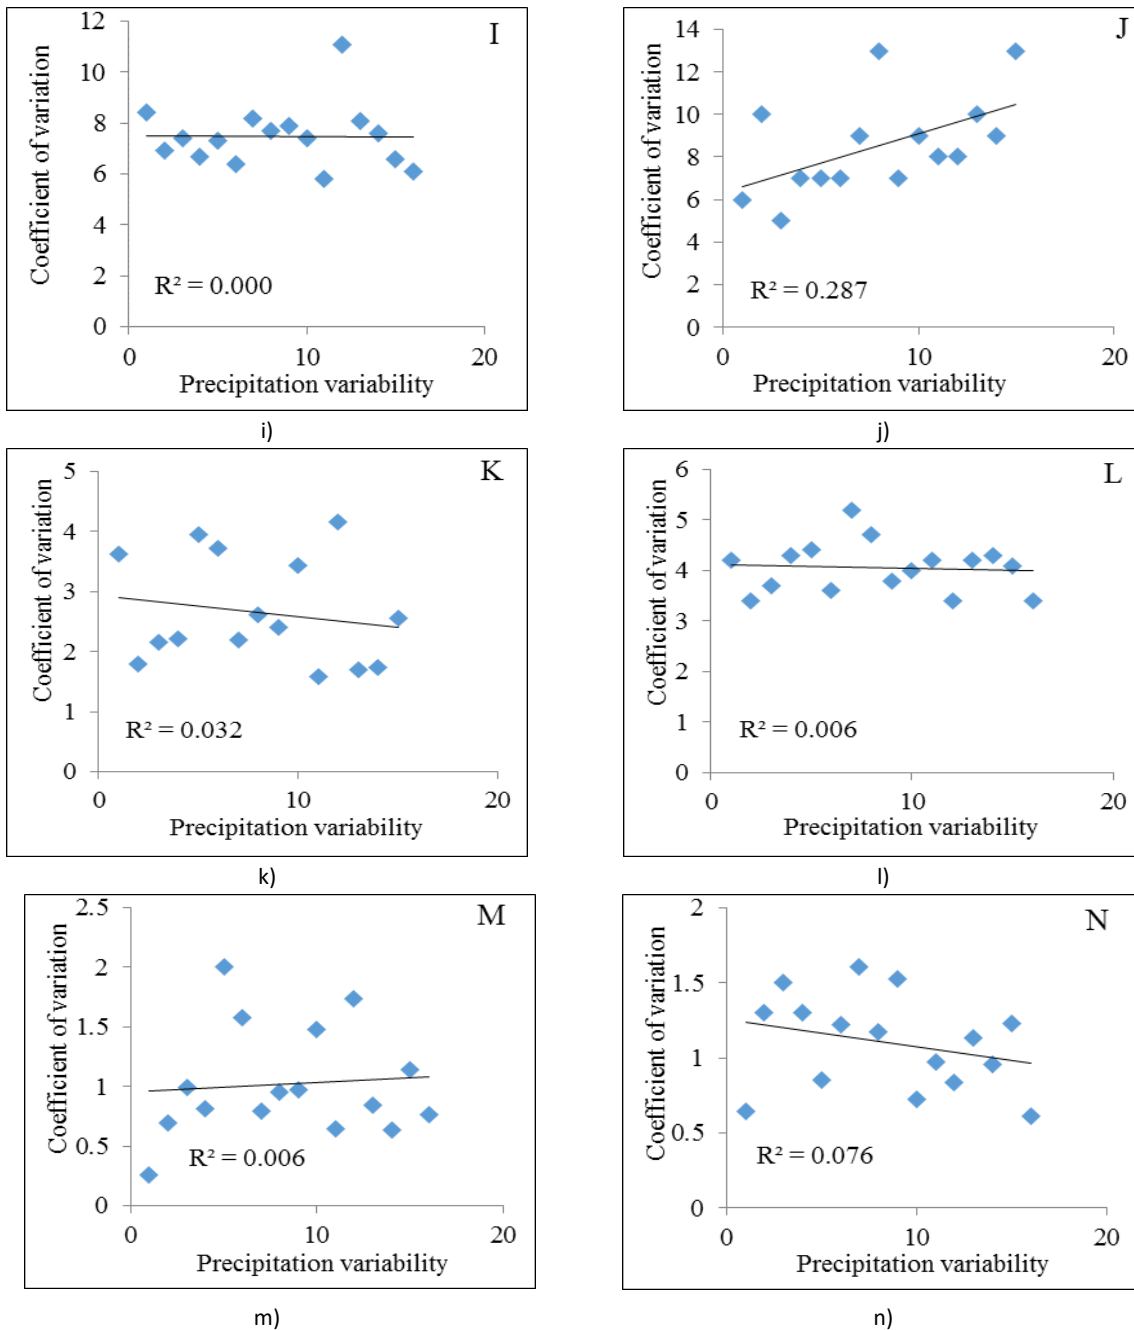 I
Coefficient of variation
12
10
8
6
4
2
0
R² = 0.000
0 10 20
Precipitation variability
i)
J
Coefficient of variation
14
12
10
8
6
4
2
0
R² = 0.287
0 10 20
Precipitation variability
j)
K
Coefficient of variation
5
4
3
2
1
0
R² = 0.032
0 10 20
Precipitation variability
k)
L
Coefficient of variation
6
5
4
3
2
1
0
R² = 0.006
0 10 20
Precipitation variability
l)
M
Coefficient of variation
2.5
2
1.5
1
0.5
0
R² = 0.006
0 10 20
Precipitation variability
m)
N
Coefficient of variation
2
1.5
1
0.5
0
R² = 0.076
0 10 20
Precipitation variability
n)